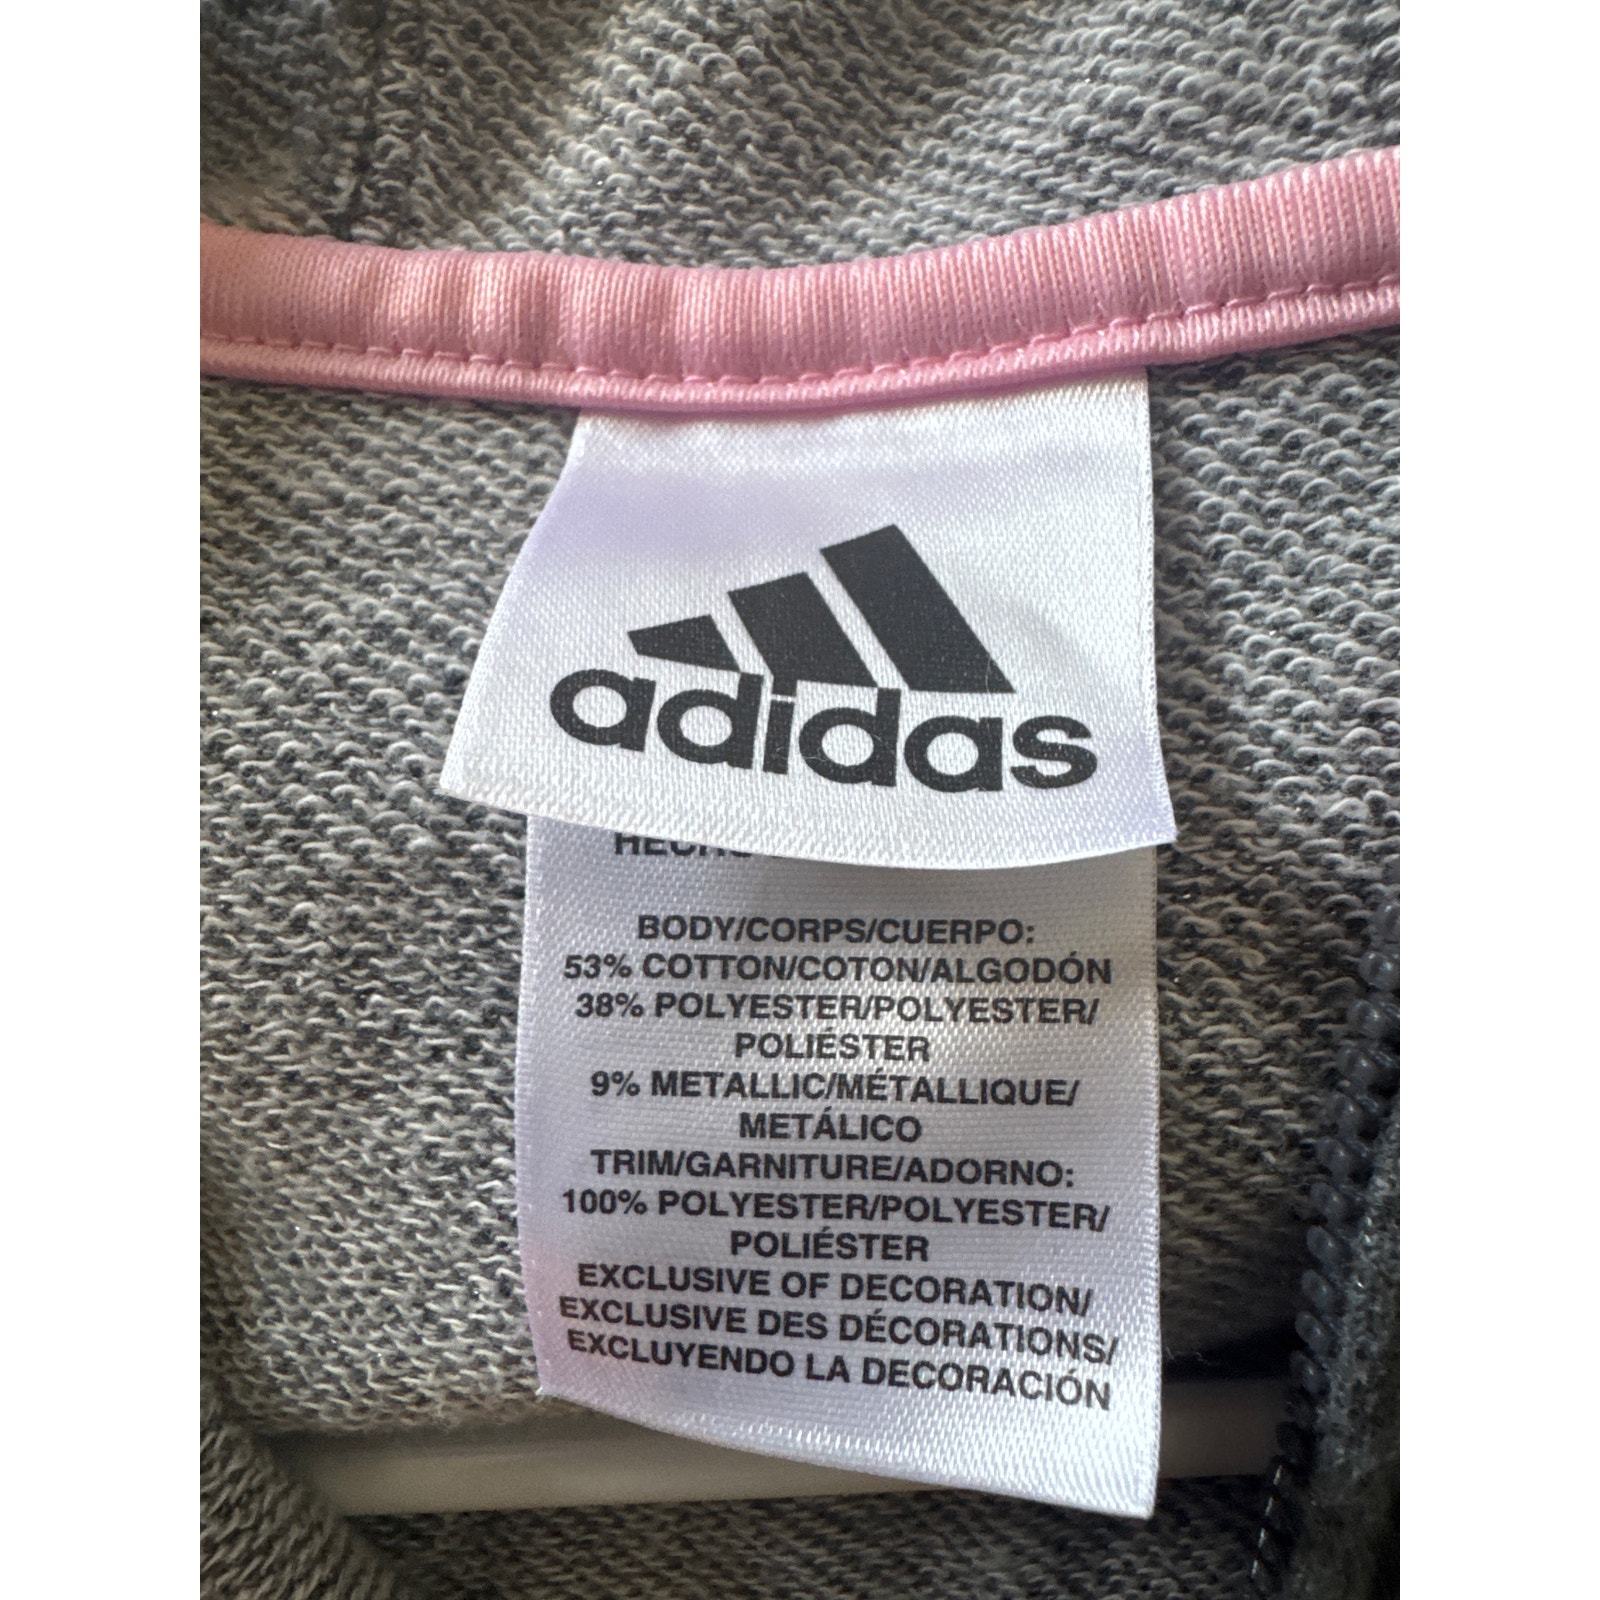 adidas
BODY/CORPS/CUERPO:
53% COTTON/COTON/ALGODÓN
38% POLYESTER/POLYESTER/
POLIÉSTER
9% METALLIC/MÉTALLIQUE/
METÁLICO
TRIM/GARNITURE/ADORNO:
100% POLYESTER/POLYESTER/
POLIÉSTER
EXCLUSIVE OF DECORATION/
EXCLUSIVE DES DÉCORATIONS/
EXCLUYENDO LA DECORACIÓN